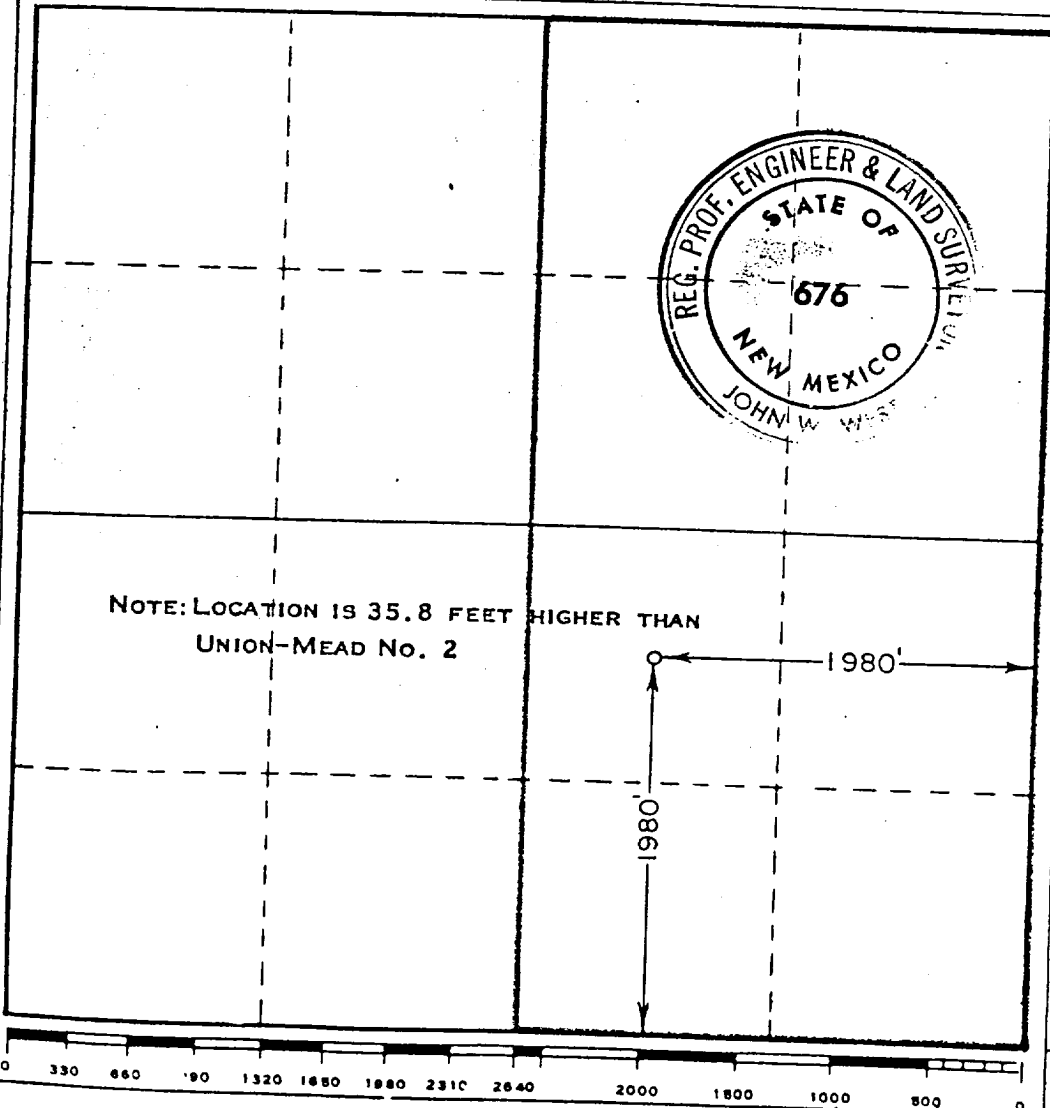 REG. PROF. ENGINEER & LAND
STATE OF
676
NEW MEXICO
JOHN W.
NOTE: LOCATION IS 35.8 FEET HIGHER THAN
UNION-MEAD No. 2
1980'
1980'
0 330 660 '90 1320 1650 1980 2310 2640 2000 1500 1000 500 0